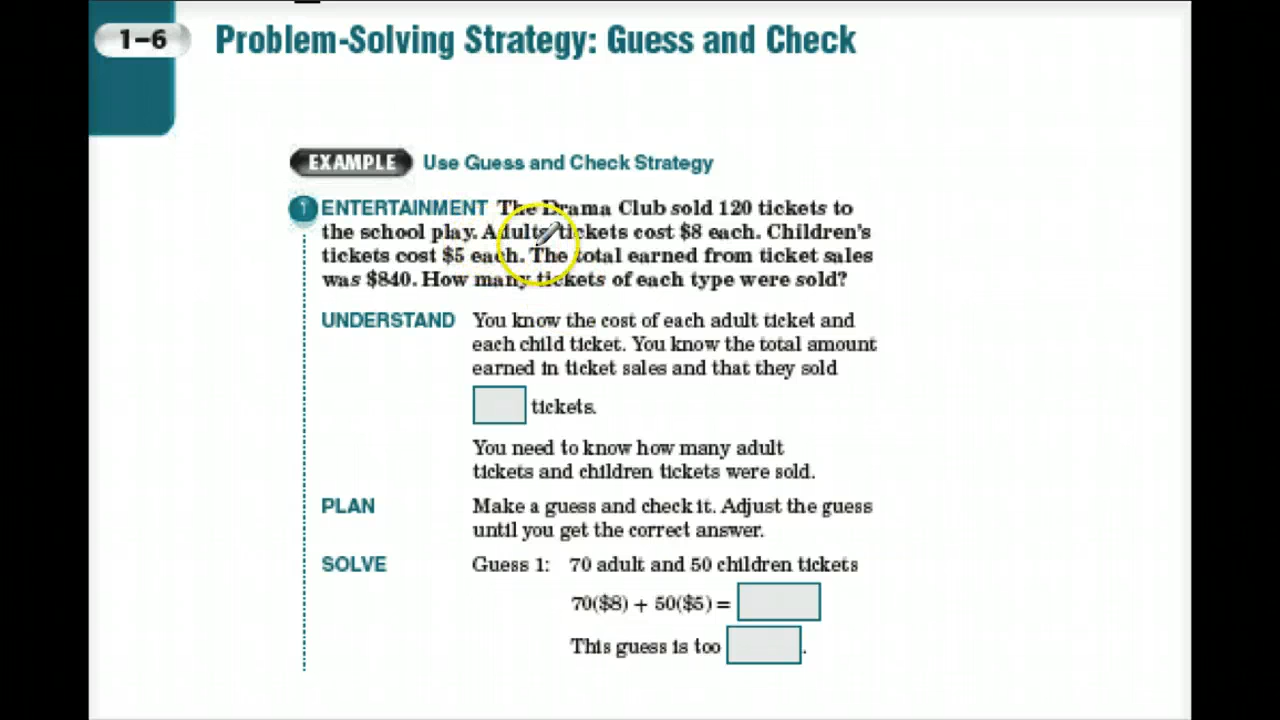 1–6
Problem-Solving Strategy: Guess and Check
EXAMPLE Use Guess and Check Strategy
1 ENTERTAINMENT The Drama Club sold 120 tickets to
the school play. Adults' tickets cost $8 each. Children's
tickets cost $5 each. The total earned from ticket sales
was $840. How many tickets of each type were sold?
UNDERSTAND You know the cost of each adult ticket and
each child ticket. You know the total amount
earned in ticket sales and that they sold
tickets.
You need to know how many adult
tickets and children tickets were sold.
PLAN Make a guess and check it. Adjust the guess
until you get the correct answer.
SOLVE Guess 1: 70 adult and 50 children tickets
70($8) + 50($5) =
This guess is too .